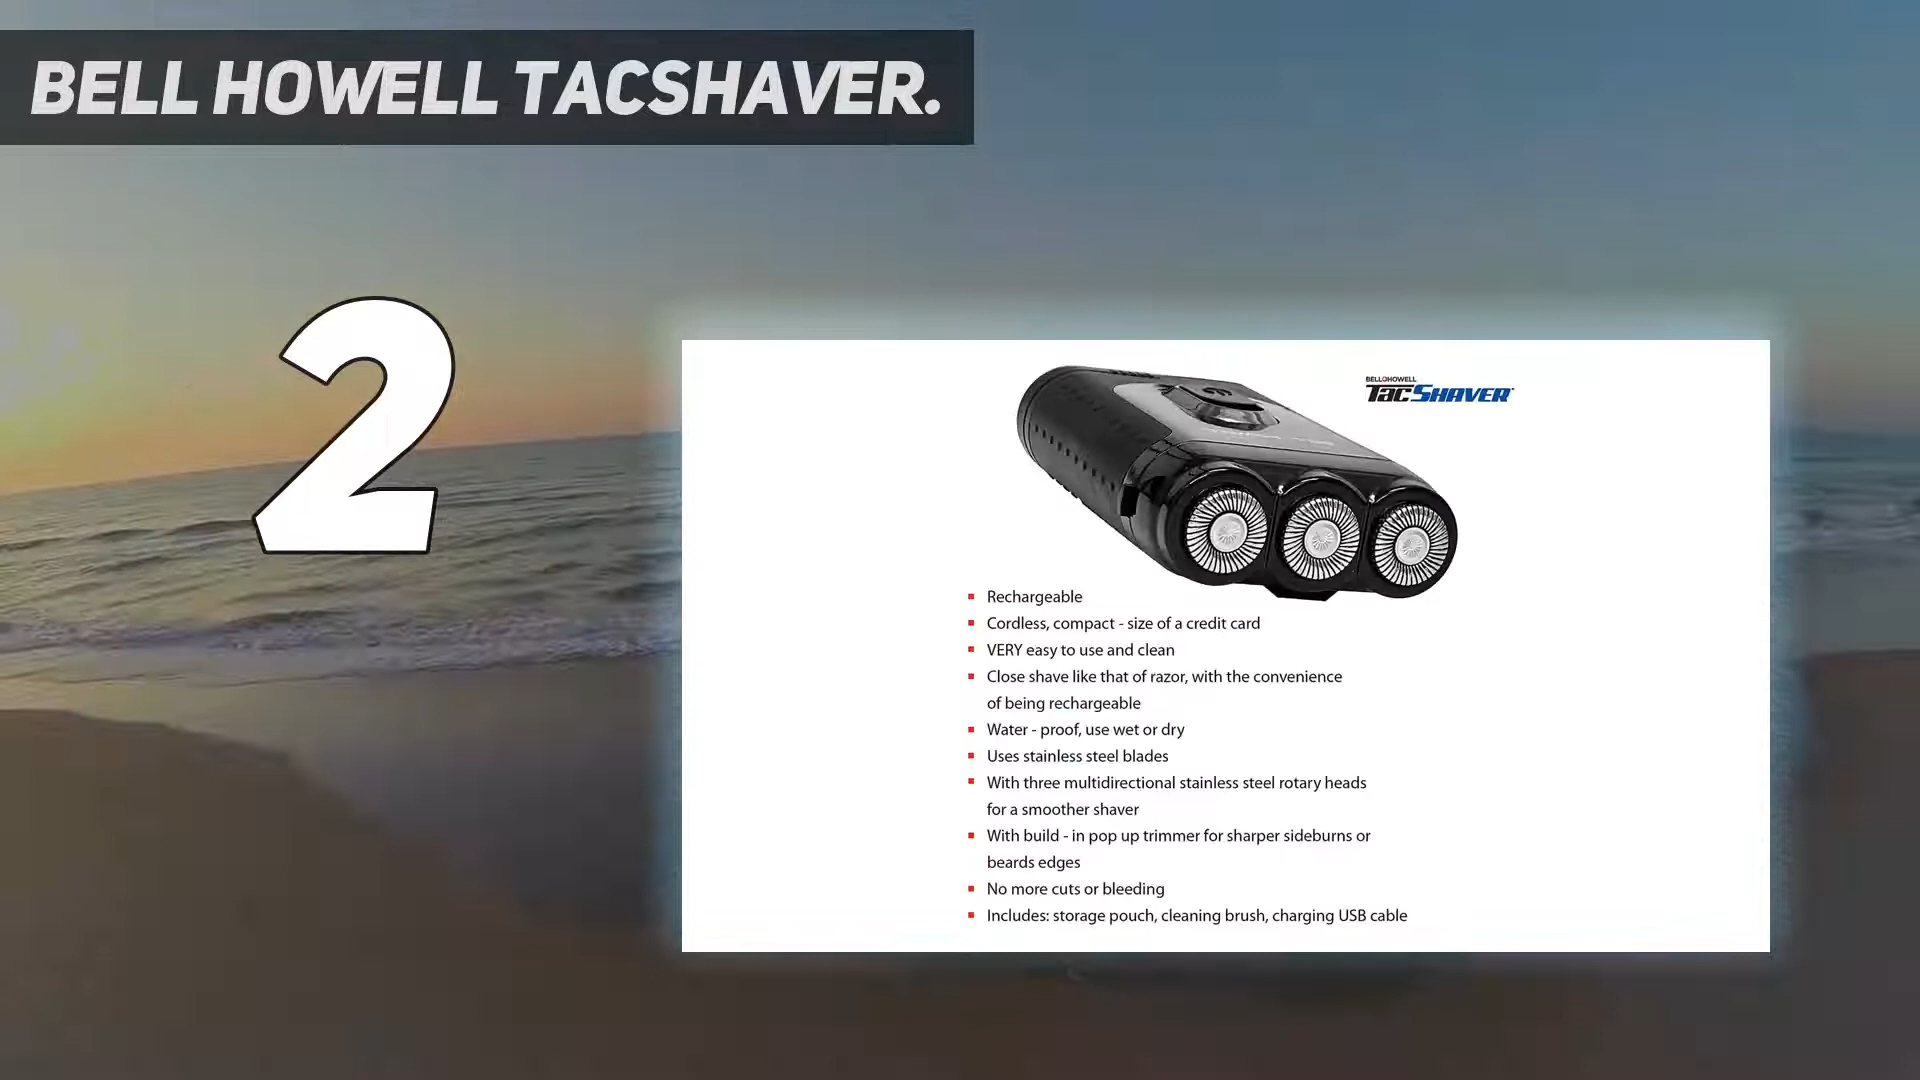 BELL HOWELL TACSHAVER.
2
BELL+HOWELL
TACSHAVER
Rechargeable
Cordless, compact - size of a credit card
VERY easy to use and clean
Close shave like that of razor, with the convenience
of being rechargeable
Water - proof, use wet or dry
Uses stainless steel blades
With three multidirectional stainless steel rotary heads
for a smoother shaver
With build - in pop up trimmer for sharper sideburns or
beards edges
No more cuts or bleeding
Includes: storage pouch, cleaning brush, charging USB cable